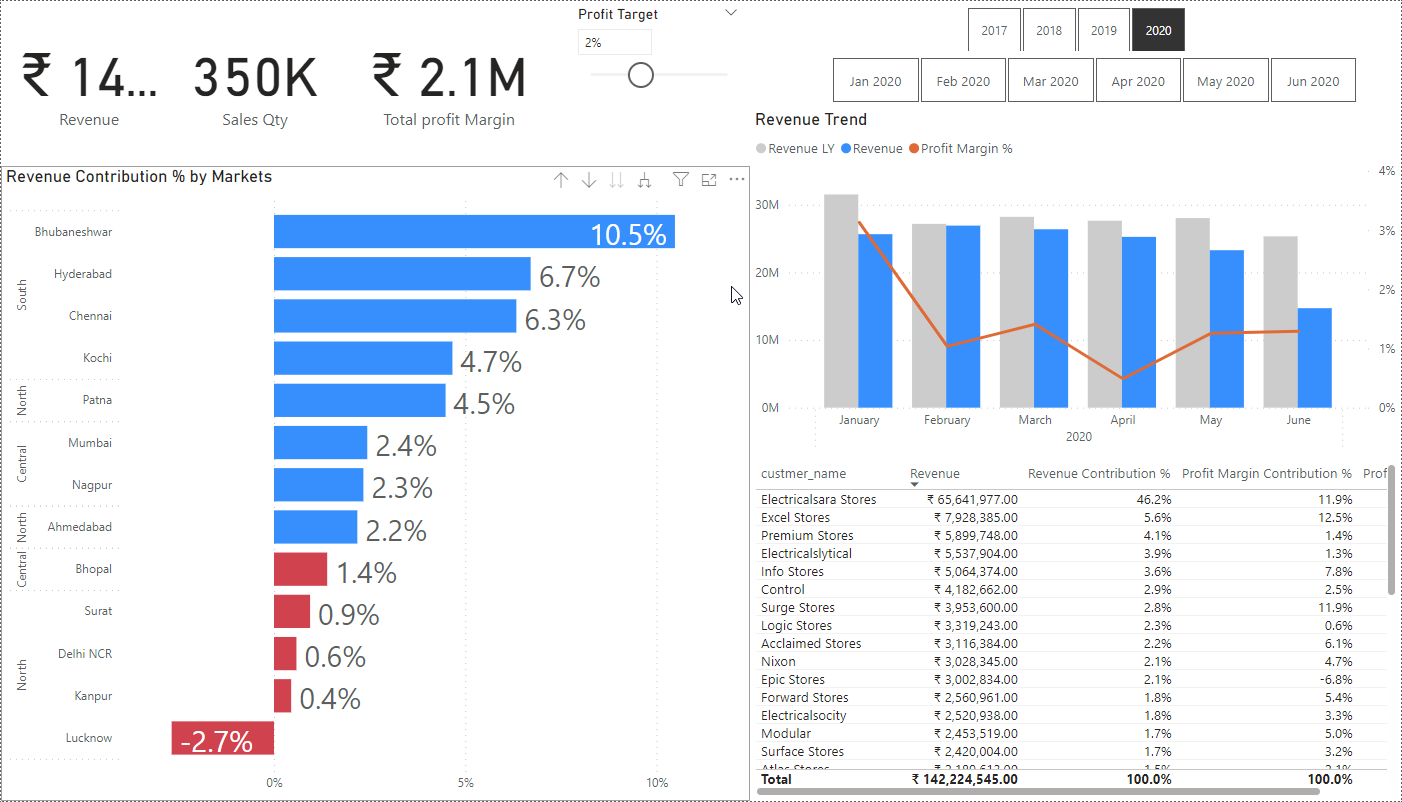 Profit Target
2%
2017 2018 2019 2020
Jan 2020 Feb 2020 Mar 2020 Apr 2020 May 2020 Jun 2020
₹ 14... 350K ₹ 2.1M
Revenue Sales Qty Total profit Margin
Revenue Contribution % by Markets
South
Bhubaneshwar 10.5%
Hyderabad 6.7%
Chennai 6.3%
Kochi 4.7%
North
Patna 4.5%
Central
Mumbai 2.4%
Nagpur 2.3%
North
Ahmedabad 2.2%
Central
Bhopal 1.4%
North
Surat 0.9%
Delhi NCR 0.6%
Kanpur 0.4%
Lucknow -2.7%
0% 5% 10%
Revenue Trend
Revenue LY Revenue Profit Margin %
4%
30M
3%
20M
2%
10M
1%
0M
0%
January February March April May June
2020
custmer_name Revenue Revenue Contribution % Profit Margin Contribution % Prof
Electricalsara Stores ₹ 65,641,977.00 46.2% 11.9%
Excel Stores ₹ 7,928,385.00 5.6% 12.5%
Premium Stores ₹ 5,899,748.00 4.1% 1.4%
Electricalslytical ₹ 5,537,904.00 3.9% 1.3%
Info Stores ₹ 5,064,374.00 3.6% 7.8%
Control ₹ 4,182,662.00 2.9% 2.5%
Surge Stores ₹ 3,953,600.00 2.8% 11.9%
Logic Stores ₹ 3,319,243.00 2.3% 0.6%
Acclaimed Stores ₹ 3,116,384.00 2.2% 6.1%
Nixon ₹ 3,028,345.00 2.1% 4.7%
Epic Stores ₹ 3,002,834.00 2.1% -6.8%
Forward Stores ₹ 2,560,961.00 1.8% 5.4%
Electricalsocity ₹ 2,520,938.00 1.8% 3.3%
Modular ₹ 2,453,519.00 1.7% 5.0%
Surface Stores ₹ 2,420,004.00 1.7% 3.2%
Total ₹ 142,224,545.00 100.0% 100.0%